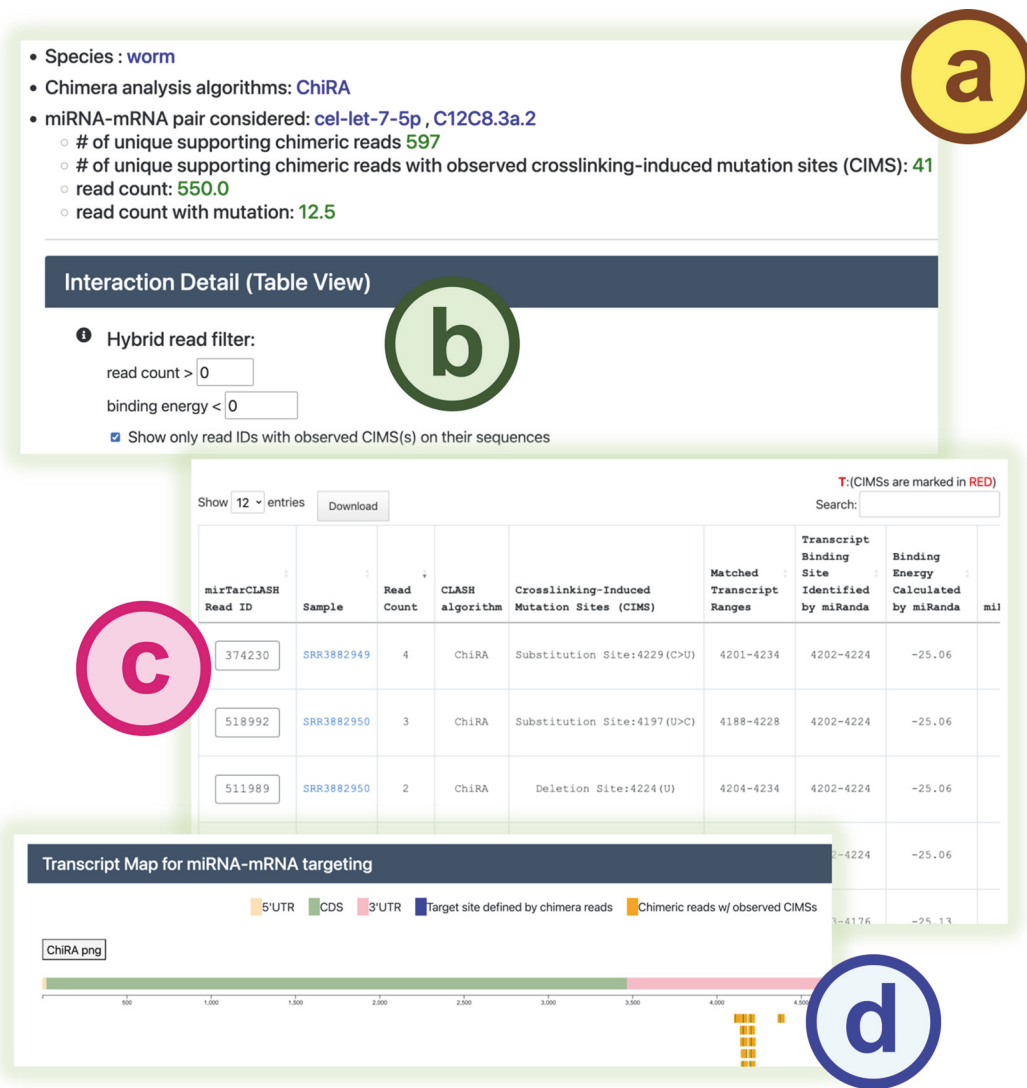 a
• Species : worm
• Chimera analysis algorithms: ChiRA
• miRNA-mRNA pair considered: cel-let-7-5p , C12C8.3a.2
○ # of unique supporting chimeric reads 597
○ # of unique supporting chimeric reads with observed crosslinking-induced mutation sites (CIMS): 41
○ read count: 550.0
○ read count with mutation: 12.5
Interaction Detail (Table View)
b
Hybrid read filter:
read count > 0
binding energy < 0
Show only read IDs with observed CIMS(s) on their sequences
T:(CIMSs are marked in RED)
Show 12 entries Download Search:
mirTarCLASH Read ID Sample Read Count CLASH algorithm Crosslinking-Induced Mutation Sites (CIMS) Matched Transcript Ranges Transcript Binding Site Identified by miRanda Binding Energy Calculated by miRanda
c
374230 SRR3882949 4 ChiRA Substitution Site:4229(C>U) 4201-4234 4202-4224 -25.06
518992 SRR3882950 3 ChiRA Substitution Site:4197(U>C) 4188-4228 4202-4224 -25.06
511989 SRR3882950 2 ChiRA Deletion Site:4224(U) 4204-4234 4202-4224 -25.06
2-4224 -25.06
3-4176 -25.13
Transcript Map for miRNA-mRNA targeting
5'UTR CDS 3'UTR Target site defined by chimera reads Chimeric reads w/ observed CIMSs
ChiRA png
500 1,000 1,500 2,000 2,500 3,000 3,500 4,000 4,500
d